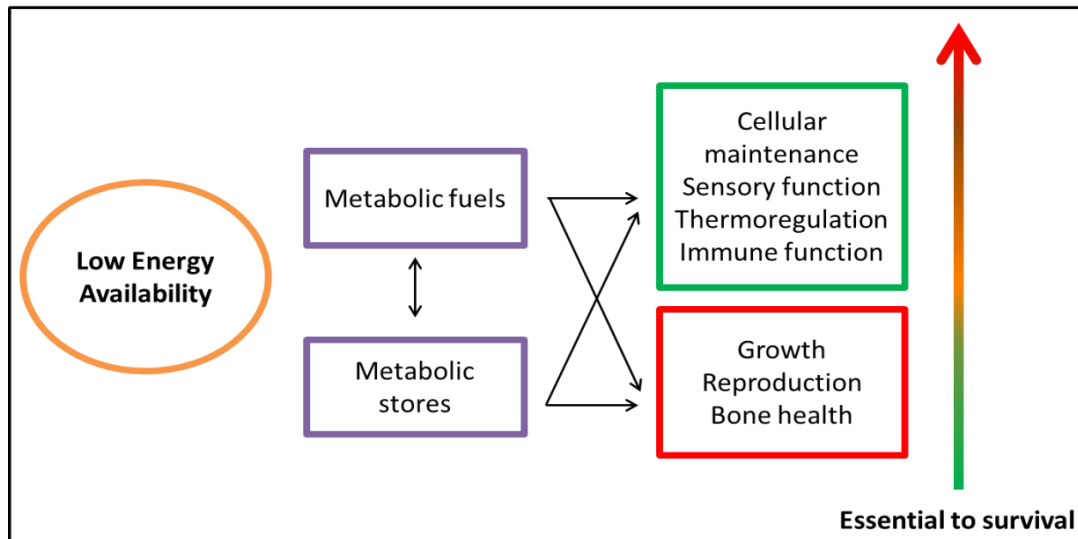 Low Energy
Availability
Metabolic fuels
Metabolic
stores
Cellular
maintenance
Sensory function
Thermoregulation
Immune function
Growth
Reproduction
Bone health
Essential to survival